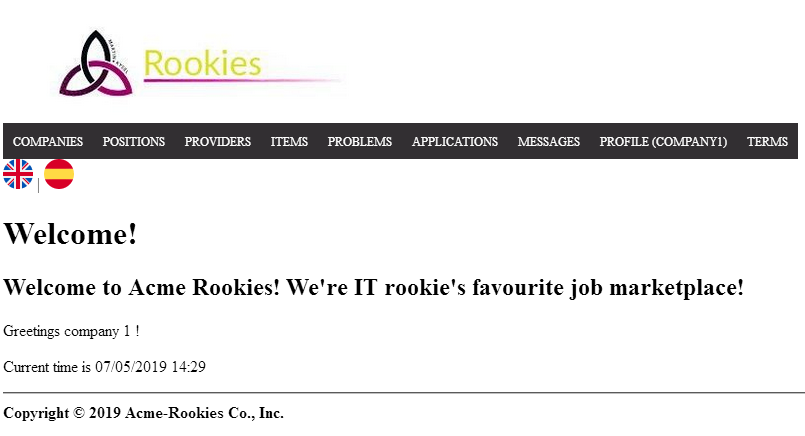 Rookies
COMPANIES POSITIONS PROVIDERS ITEMS PROBLEMS APPLICATIONS MESSAGES PROFILE (COMPANY1) TERMS
|
Welcome!
Welcome to Acme Rookies! We're IT rookie's favourite job marketplace!
Greetings company 1 !
Current time is 07/05/2019 14:29
Copyright © 2019 Acme-Rookies Co., Inc.